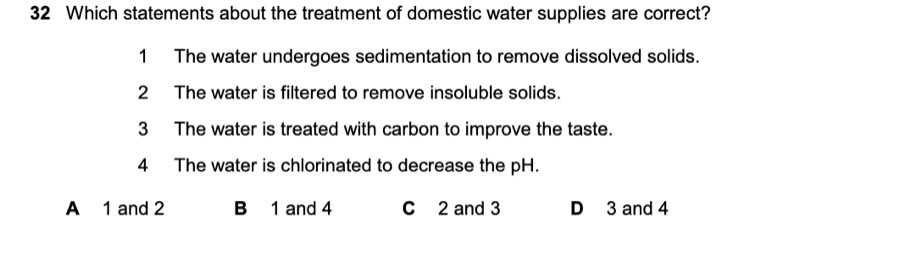 32 Which statements about the treatment of domestic water supplies are correct?
1 The water undergoes sedimentation to remove dissolved solids.
2 The water is filtered to remove insoluble solids.
3 The water is treated with carbon to improve the taste.
4 The water is chlorinated to decrease the pH.
A 1 and 2 B 1 and 4 C 2 and 3 D 3 and 4